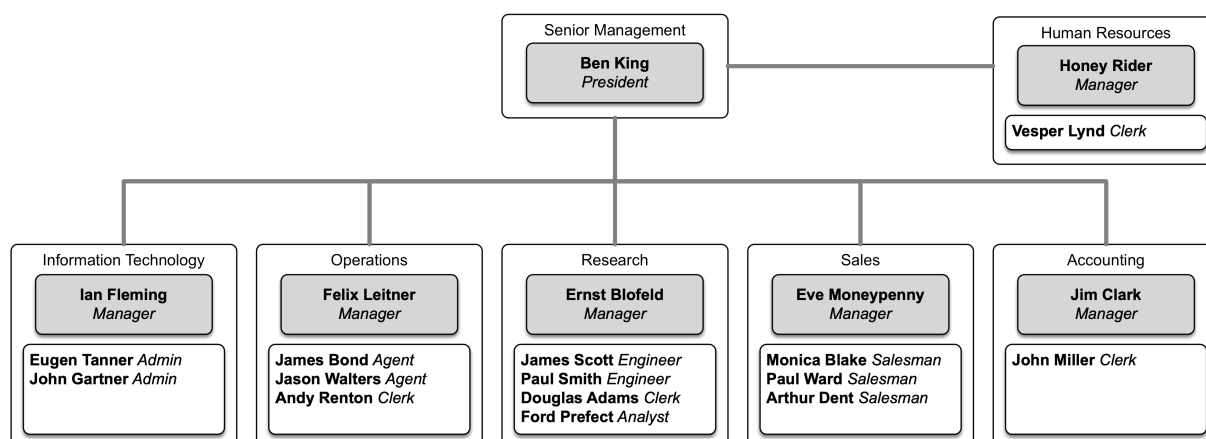 Senior Management
Ben King
President
Human Resources
Honey Rider
Manager
Vesper Lynd Clerk
Information Technology
Ian Fleming
Manager
Eugen Tanner Admin
John Gartner Admin
Operations
Felix Leitner
Manager
James Bond Agent
Jason Walters Agent
Andy Renton Clerk
Research
Ernst Blofeld
Manager
James Scott Engineer
Paul Smith Engineer
Douglas Adams Clerk
Ford Prefect Analyst
Sales
Eve Moneypenny
Manager
Monica Blake Salesman
Paul Ward Salesman
Arthur Dent Salesman
Accounting
Jim Clark
Manager
John Miller Clerk